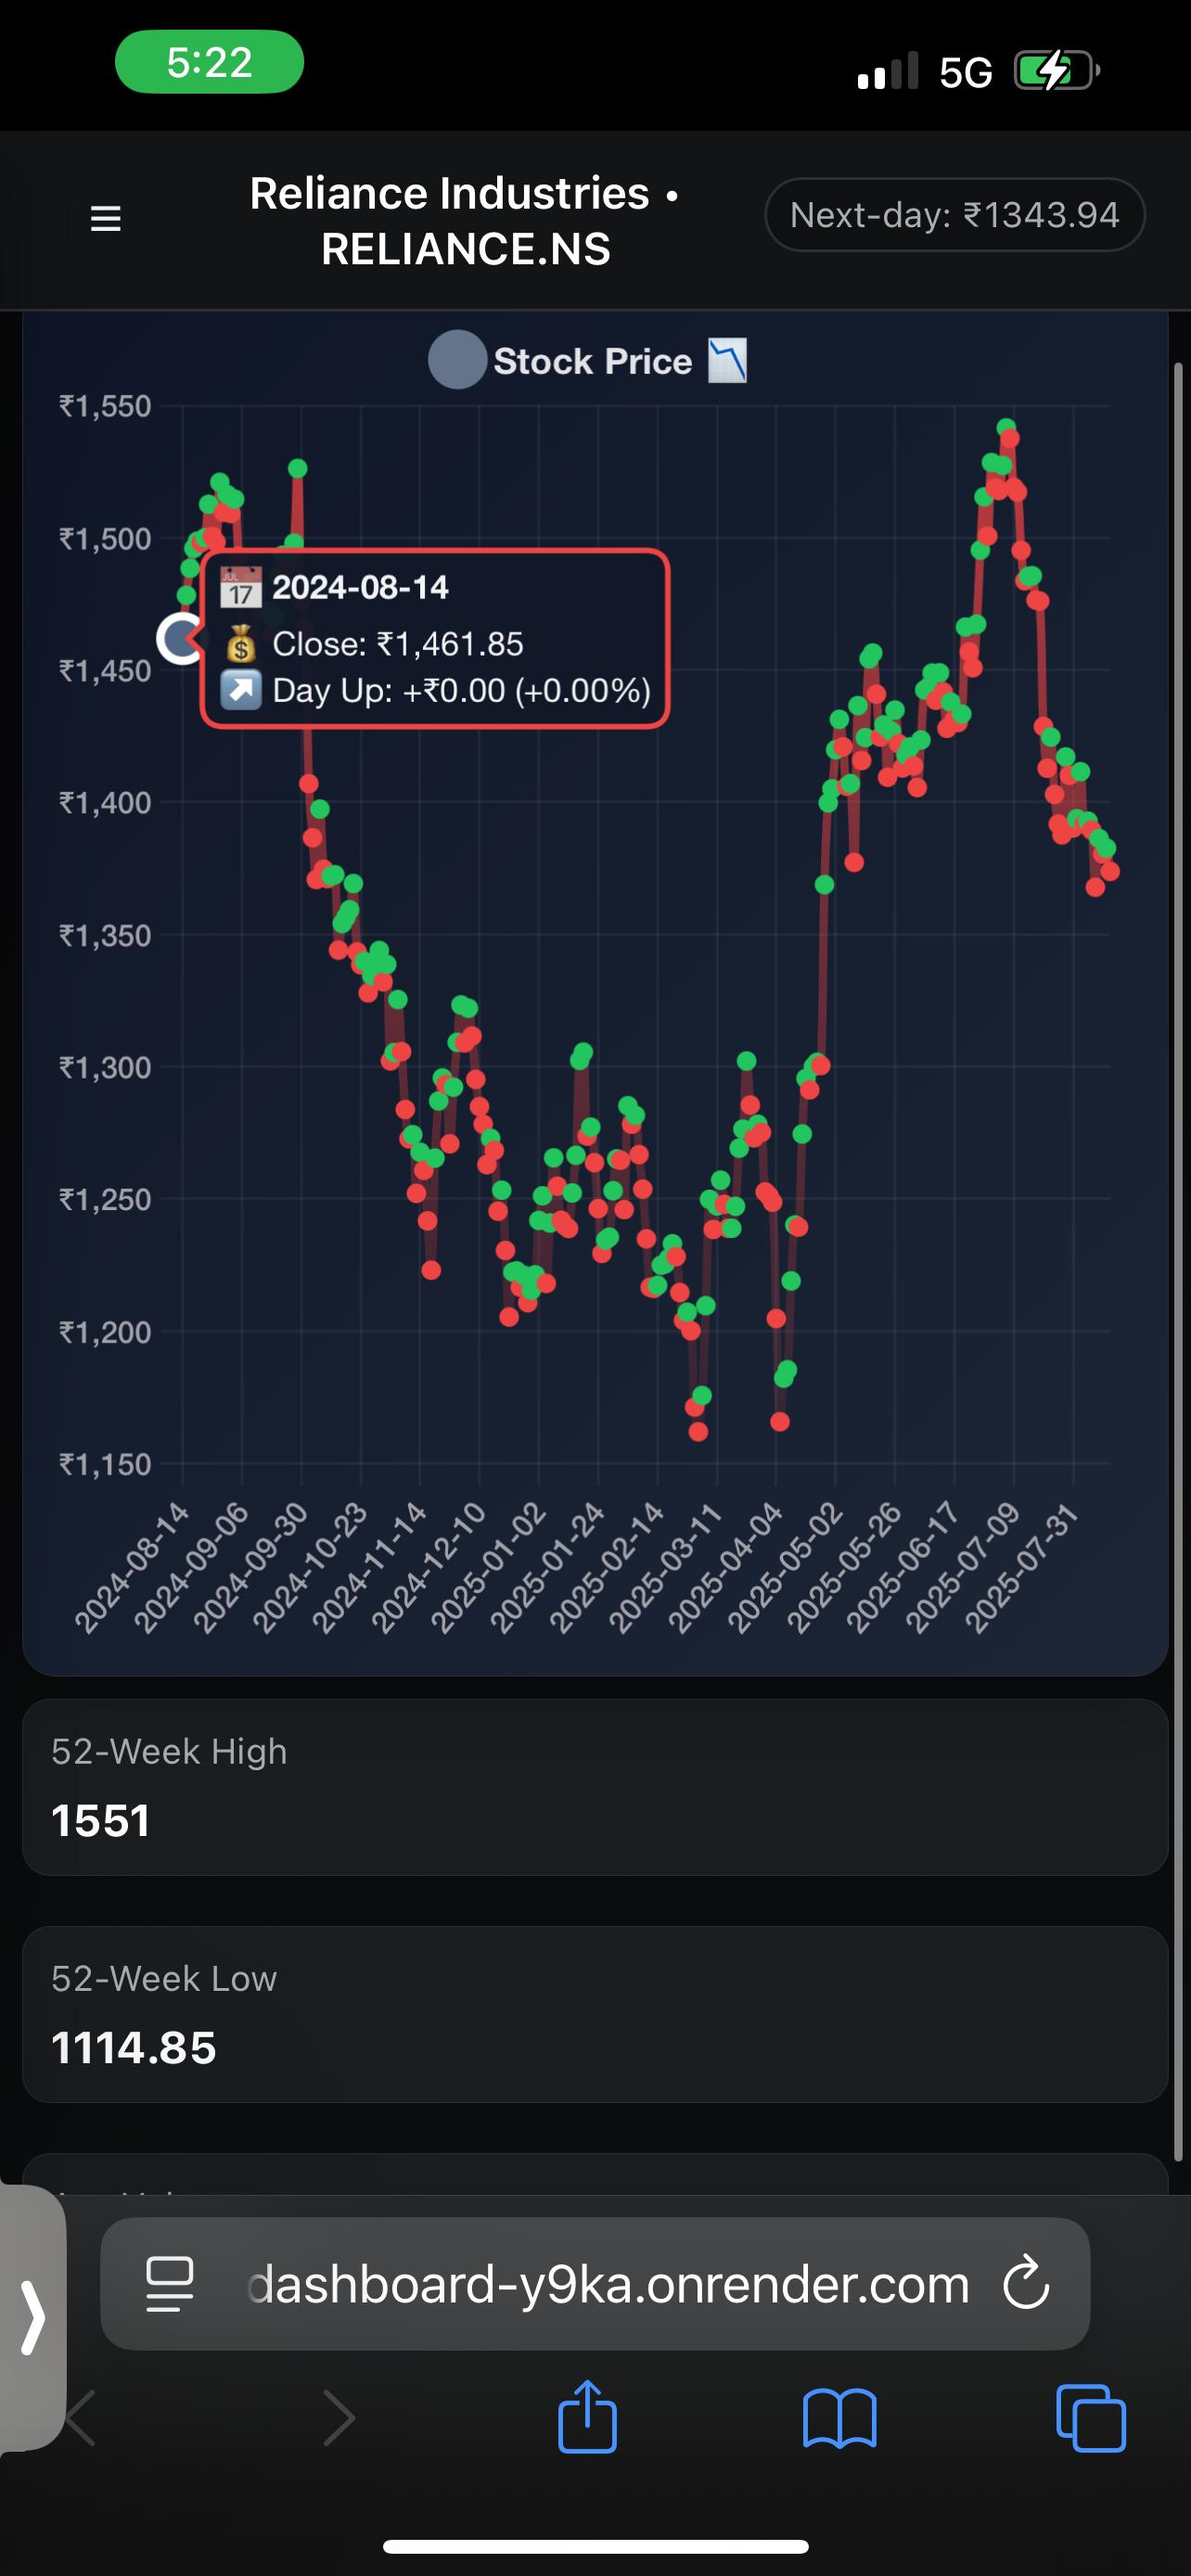 5:22
5G
Reliance Industries •
RELIANCE.NS
Next-day: ₹1343.94
Stock Price
₹1,550
₹1,500
₹1,450
₹1,400
₹1,350
₹1,300
₹1,250
₹1,200
₹1,150
JUL
17
2024-08-14
Close: ₹1,461.85
Day Up: +₹0.00 (+0.00%)
2024-08-14
2024-09-06
2024-09-30
2024-10-23
2024-11-14
2024-12-10
2025-01-02
2025-01-24
2025-02-14
2025-03-11
2025-04-04
2025-05-02
2025-05-26
2025-06-17
2025-07-09
2025-07-31
52-Week High
1551
52-Week Low
1114.85
dashboard-y9ka.onrender.com